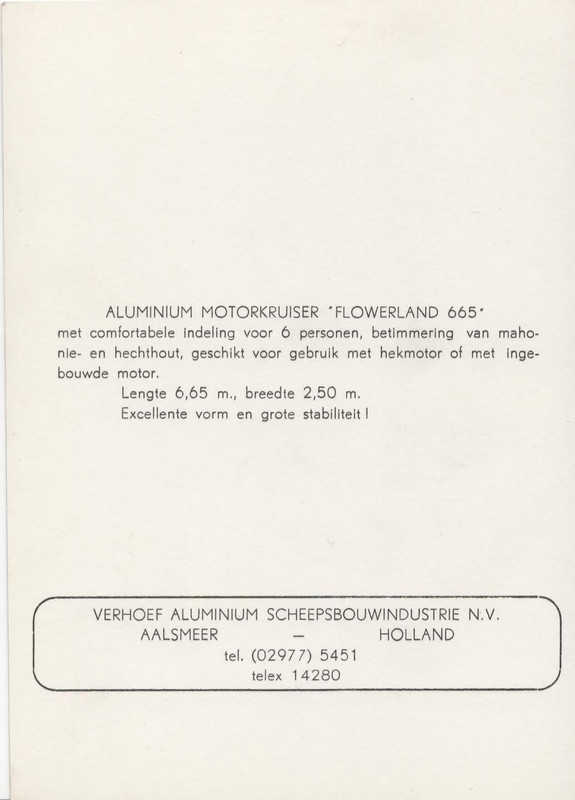 ALUMINIUM MOTORKRUISER "FLOWERLAND 665"
met comfortabele indeling voor 6 personen, betimmering van maho-
nie- en hechthout, geschikt voor gebruik met hekmotor of met inge-
bouwde motor.
Lengte 6,65 m., breedte 2,50 m.
Excellente vorm en grote stabiliteit!
VERHOEF ALUMINIUM SCHEEPSBOUWINDUSTRIE N.V.
AALSMEER – HOLLAND
tel. (02977) 5451
telex 14280